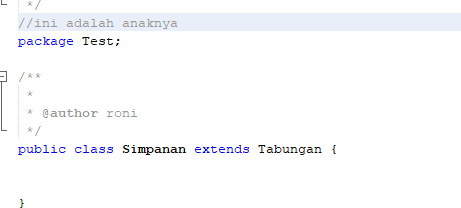 */
//ini adalah anaknya
package Test;
/**
*
* @author roni
*/
public class Simpanan extends Tabungan {
}